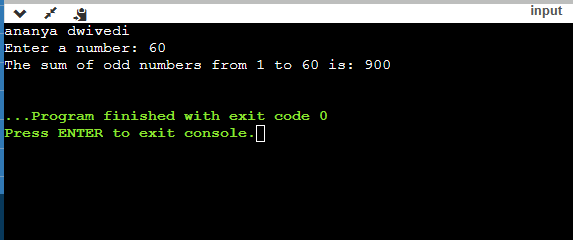 input
ananya dwivedi
Enter a number: 60
The sum of odd numbers from 1 to 60 is: 900
...Program finished with exit code 0
Press ENTER to exit console.